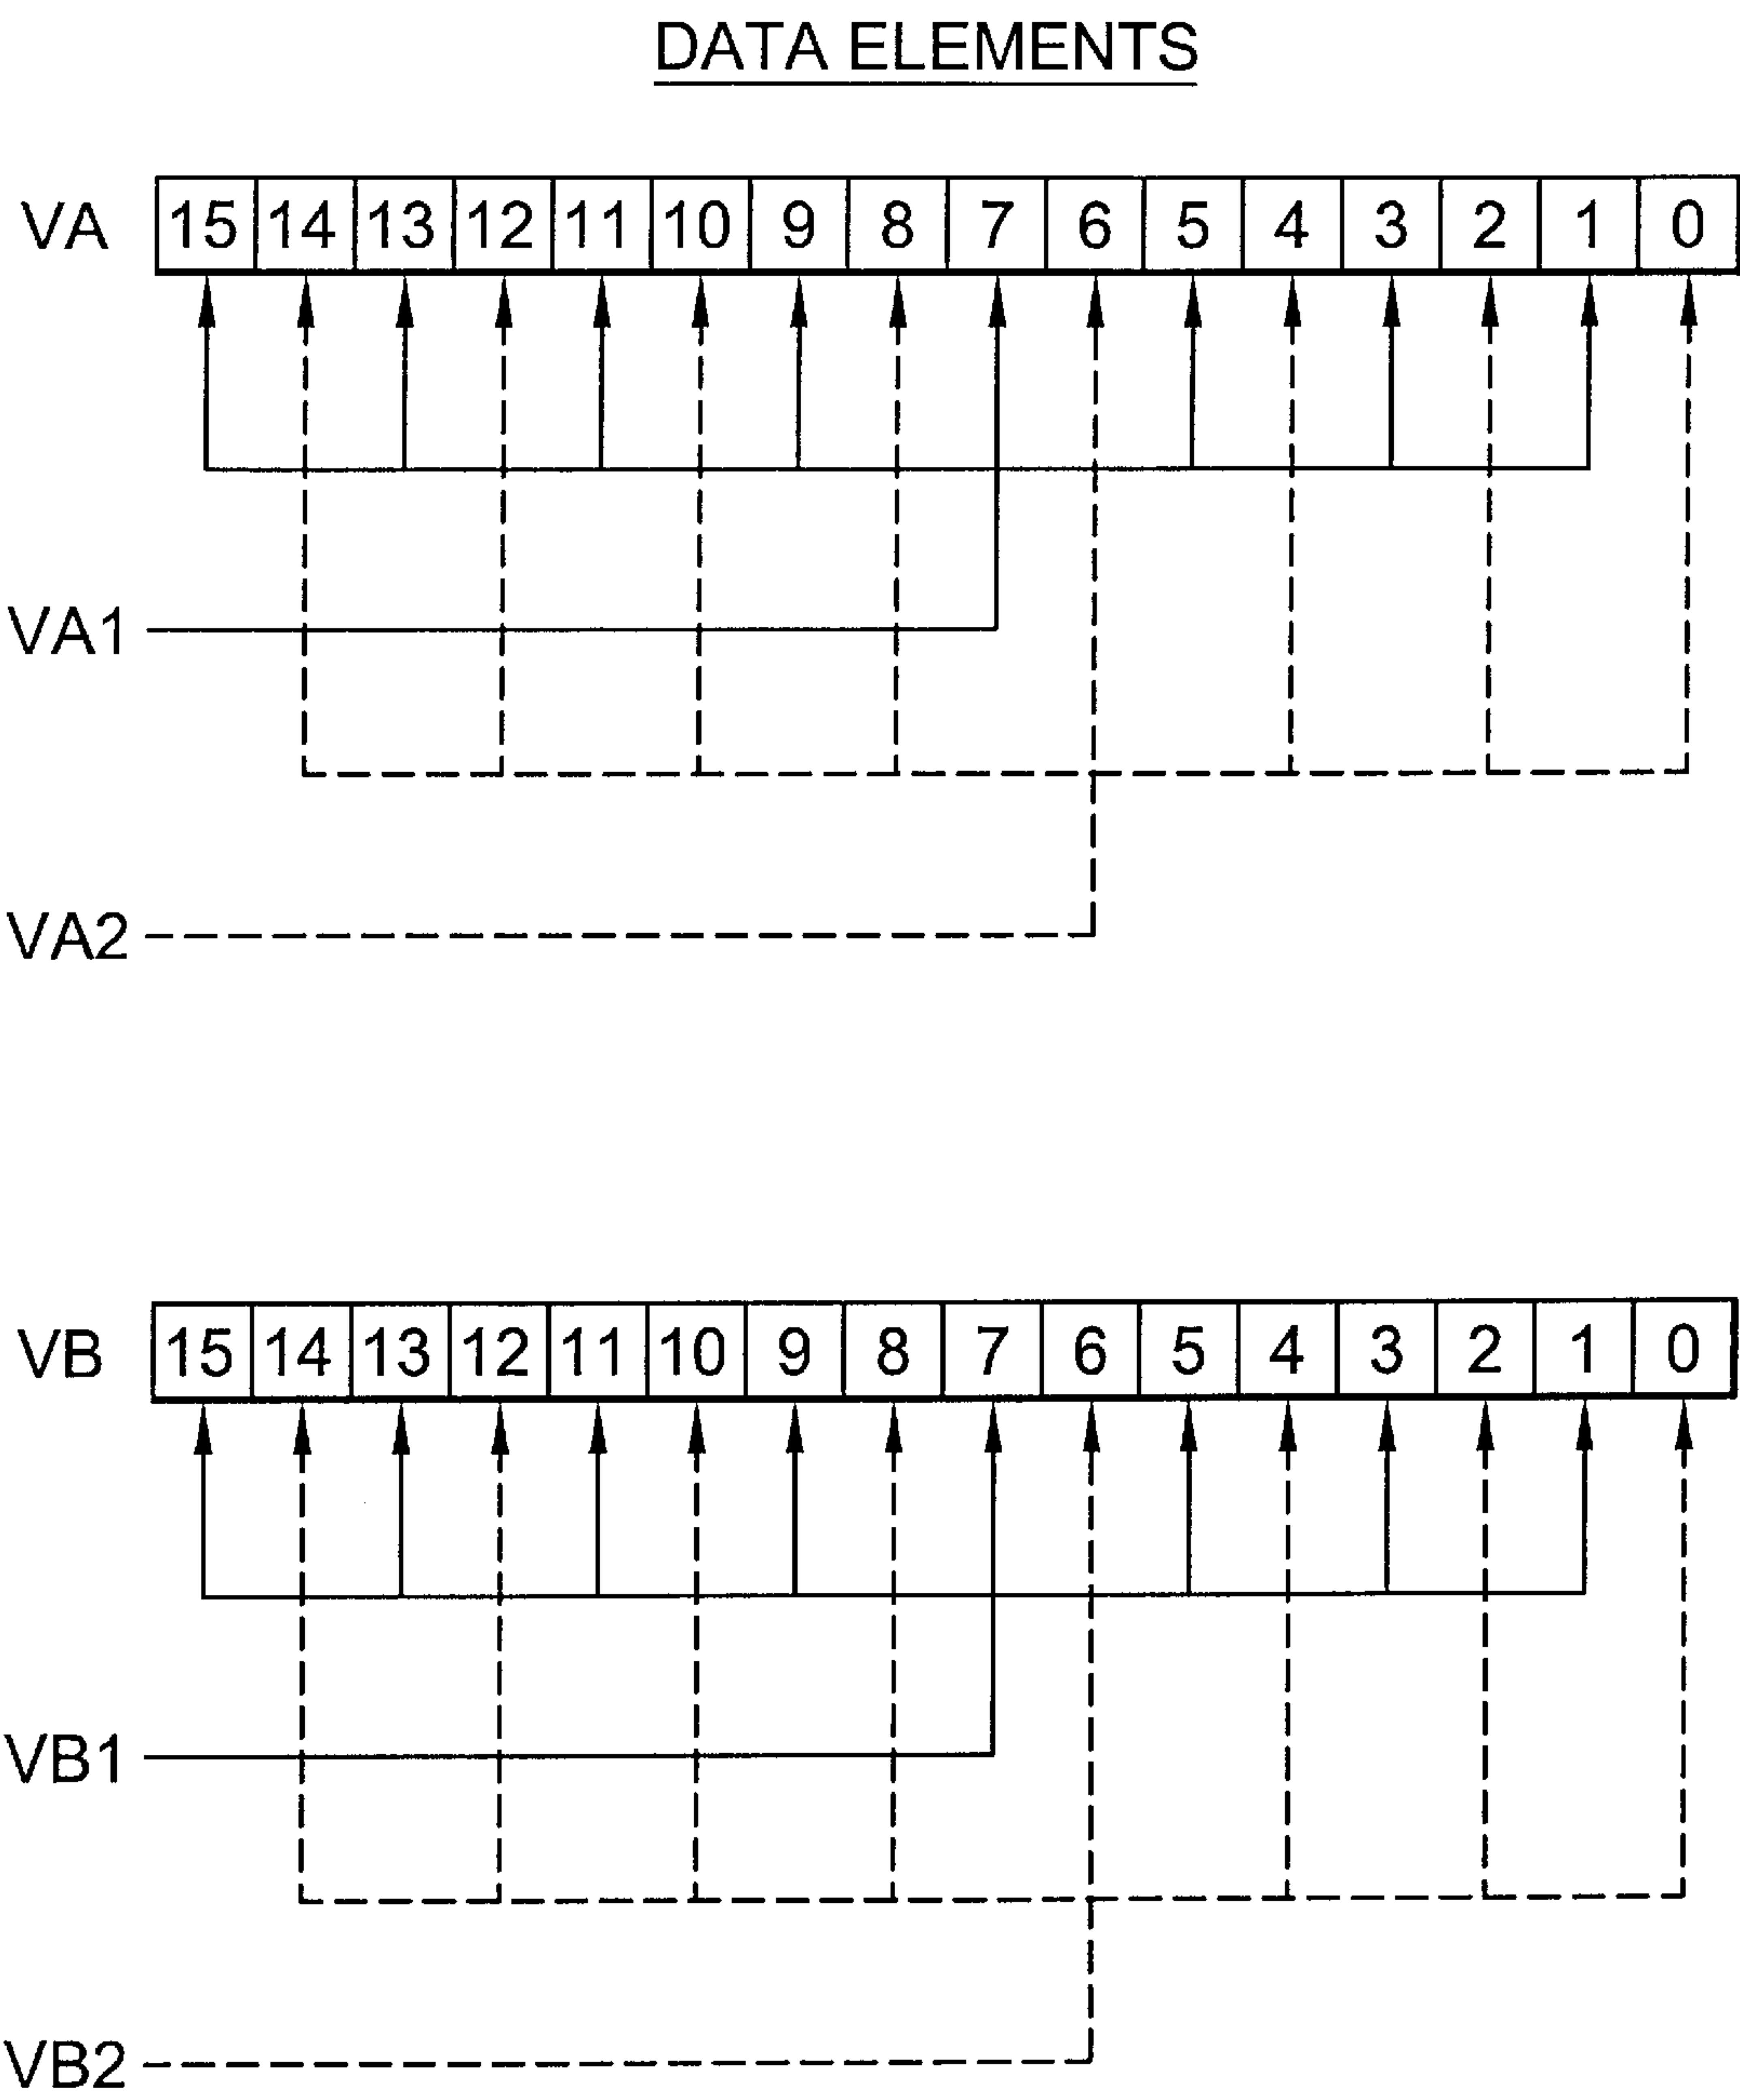 DATA ELEMENTS
VA 15 14 13 12 11 10 9 8 7 6 5 4 3 2 1 0
VA1
VA2
VB 15 14 13 12 11 10 9 8 7 6 5 4 3 2 1 0
VB1
VB2